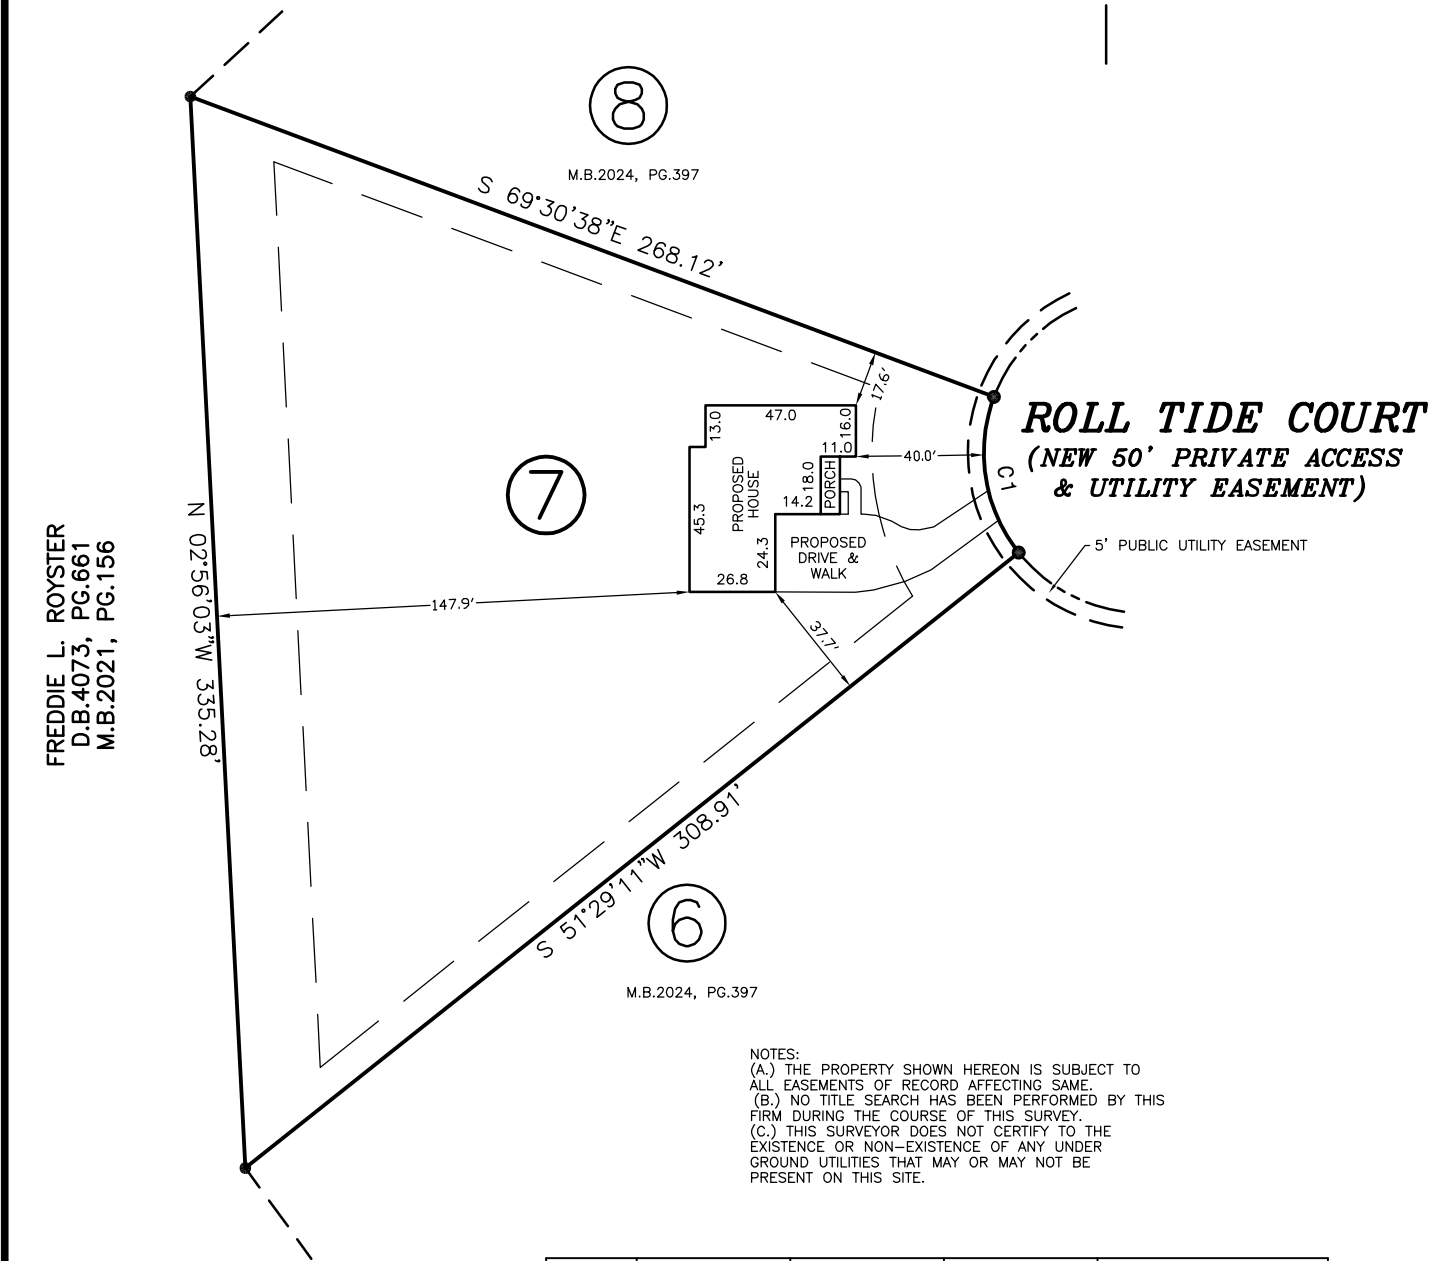 8
M.B.2024, PG.397
S 69°30'38"E 268.12'
17.6'
ROLL TIDE COURT
(NEW 50' PRIVATE ACCESS
& UTILITY EASEMENT)
C1
5' PUBLIC UTILITY EASEMENT
47.0
13.0
16.0
11.0
40.0'
18.0
PORCH
14.2
PROPOSED
HOUSE
45.3
24.3
26.8
PROPOSED
DRIVE &
WALK
7
147.9'
37.7'
N 02°56'03"W 335.28'
FREDDIE L. ROYSTER
D.B.4073, PG.661
M.B.2021, PG.156
S 51°29'11"W 308.91'
6
M.B.2024, PG.397
NOTES:
(A.) THE PROPERTY SHOWN HEREON IS SUBJECT TO
ALL EASEMENTS OF RECORD AFFECTING SAME.
(B.) NO TITLE SEARCH HAS BEEN PERFORMED BY THIS
FIRM DURING THE COURSE OF THIS SURVEY.
(C.) THIS SURVEYOR DOES NOT CERTIFY TO THE
EXISTENCE OR NON-EXISTENCE OF ANY UNDER
GROUND UTILITIES THAT MAY OR MAY NOT BE
PRESENT ON THIS SITE.